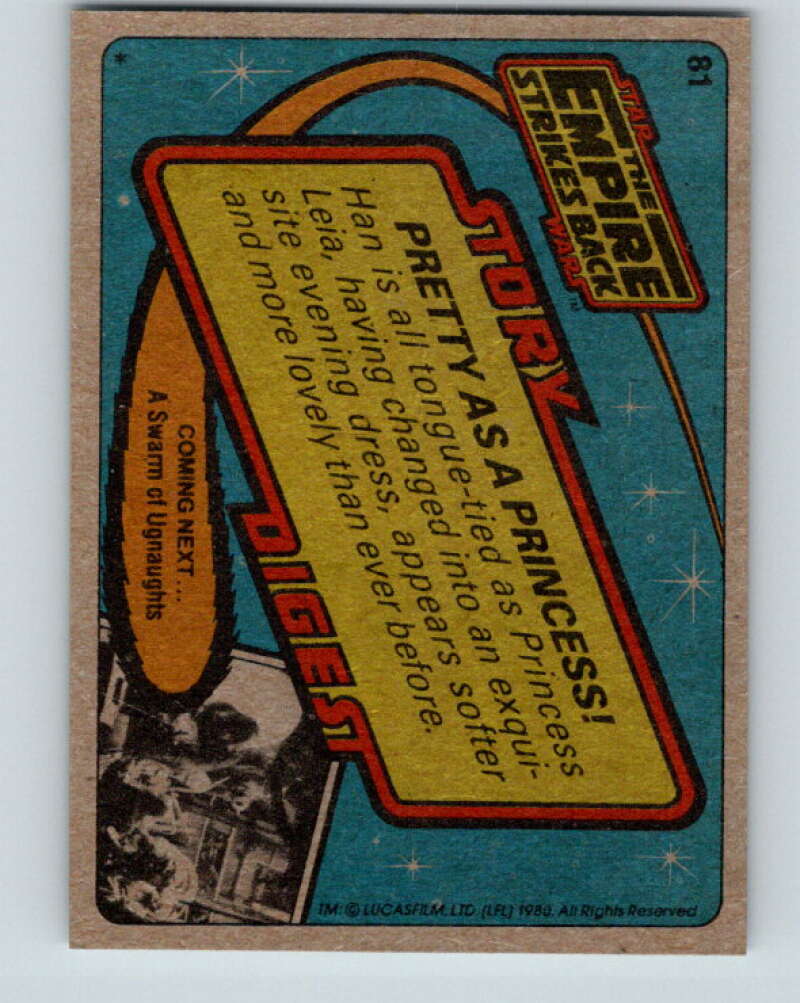 81
STAR
THE
EMPIRE
STRIKES BACK
WARS
TM
STORY
PRETTY AS A PRINCESS!
Han is all tongue-tied as Princess
Leia, having changed into an exqui-
site evening dress, appears softer
and more lovely than ever before.
DIGEST
*
COMING NEXT...
A Swarm of Ugnaughts
TM: © LUCASFILM, LTD. (LFL) 1980. All Rights Reserved